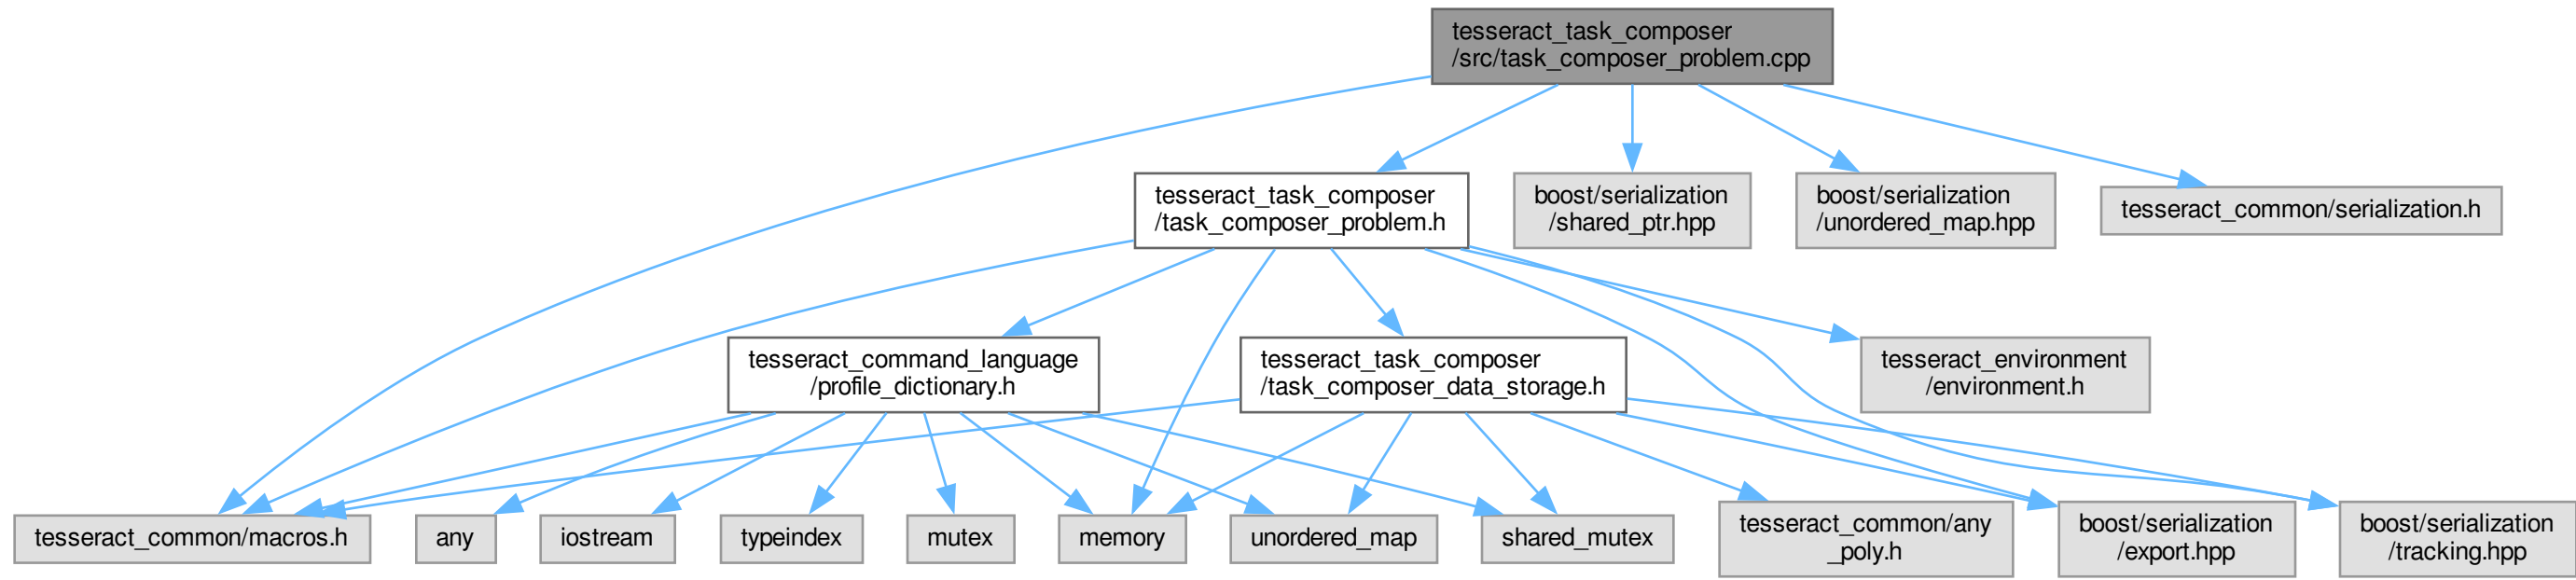 tesseract_task_composer
/src/task_composer_problem.cpp
tesseract_task_composer
/task_composer_problem.h
boost/serialization
/shared_ptr.hpp
boost/serialization
/unordered_map.hpp
tesseract_common/serialization.h
tesseract_command_language
/profile_dictionary.h
tesseract_task_composer
/task_composer_data_storage.h
tesseract_environment
/environment.h
tesseract_common/macros.h
any
iostream
typeindex
mutex
memory
unordered_map
shared_mutex
tesseract_common/any
_poly.h
boost/serialization
/export.hpp
boost/serialization
/tracking.hpp